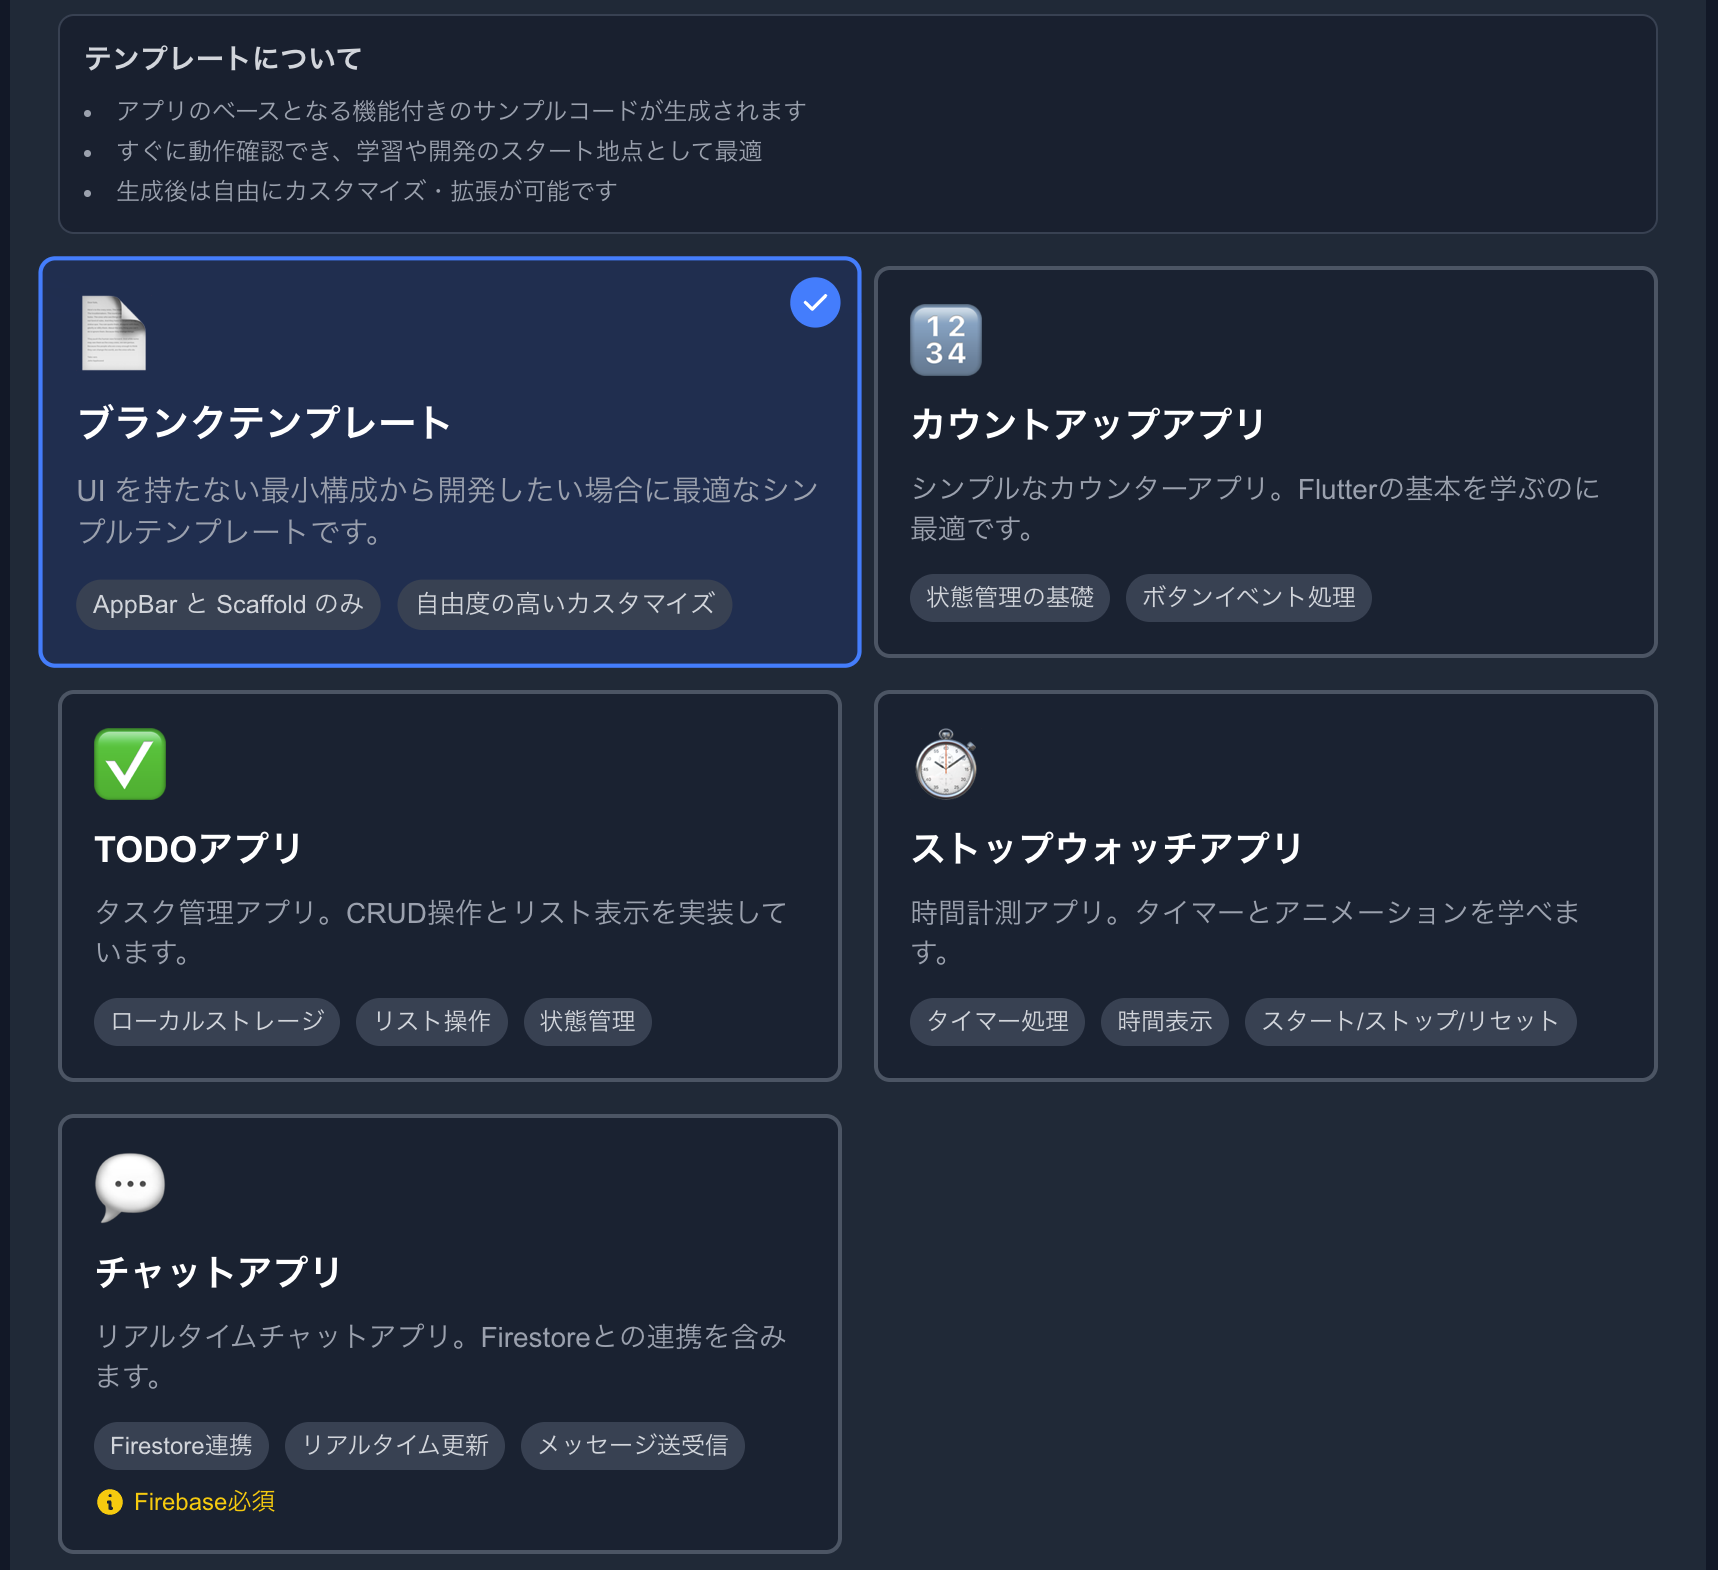 テンプレートについて
• アプリのベースとなる機能付きのサンプルコードが生成されます
• すぐに動作確認でき、学習や開発のスタート地点として最適
• 生成後は自由にカスタマイズ・拡張が可能です
ブランクテンプレート
UI を持たない最小構成から開発したい場合に最適なシン
プルテンプレートです。
AppBar と Scaffold のみ
自由度の高いカスタマイズ
1234
カウントアップアプリ
シンプルなカウンターアプリ。Flutterの基本を学ぶのに
最適です。
状態管理の基礎
ボタンイベント処理
TODOアプリ
タスク管理アプリ。CRUD操作とリスト表示を実装して
います。
ローカルストレージ
リスト操作
状態管理
ストップウォッチアプリ
時間計測アプリ。タイマーとアニメーションを学べま
す。
タイマー処理
時間表示
スタート/ストップ/リセット
チャットアプリ
リアルタイムチャットアプリ。Firestoreとの連携を含み
ます。
Firestore連携
リアルタイム更新
メッセージ送受信
Firebase必須